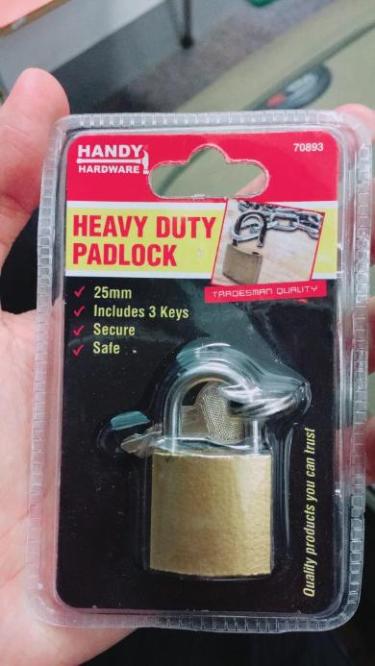 HANDY
HARDWARE
70893
HEAVY DUTY
PADLOCK
TRADESMAN QUALITY
25mm
Includes 3 Keys
Secure
Safe
Quality products you can trust